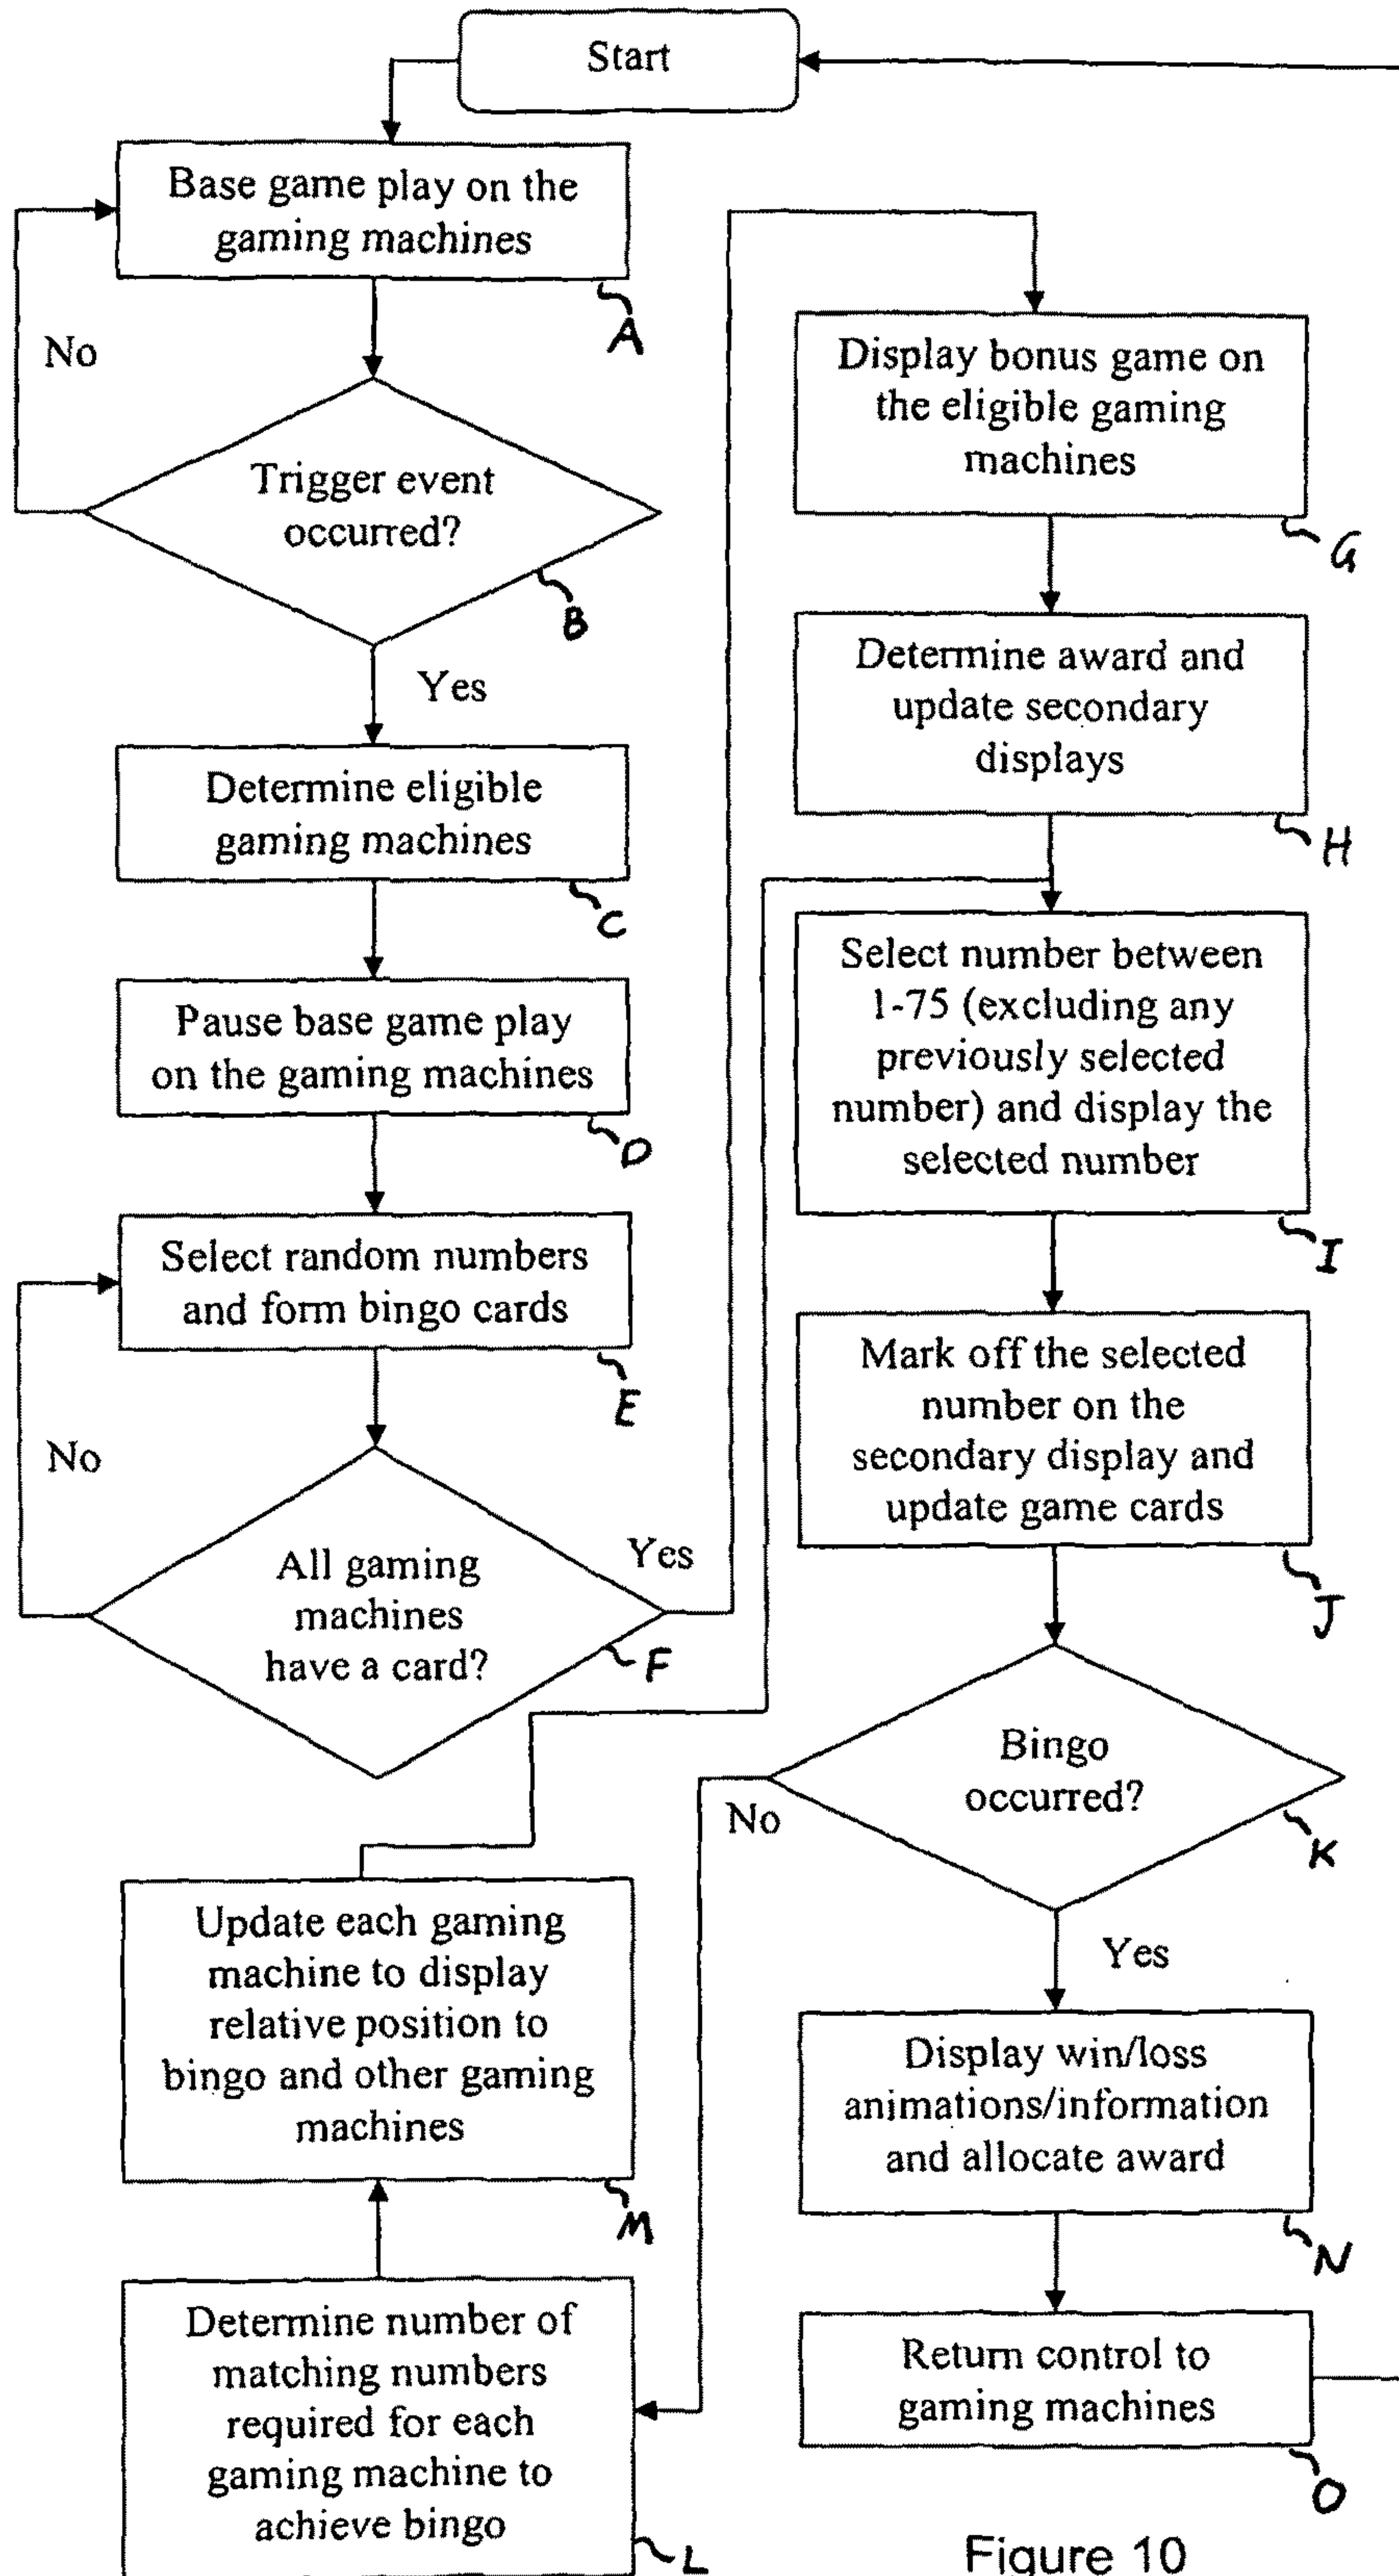 Start
Base game play on the
gaming machines
A
No
Trigger event
occurred?
B
Yes
Determine eligible
gaming machines
C
Pause base game play
on the gaming machines
D
Select random numbers
and form bingo cards
E
No
All gaming
machines
have a card?
Yes
F
Display bonus game on
the eligible gaming
machines
G
Determine award and
update secondary
displays
H
Select number between
1-75 (excluding any
previously selected
number) and display the
selected number
I
Mark off the selected
number on the
secondary display and
update game cards
J
Bingo
occurred?
No
K
Yes
Update each gaming
machine to display
relative position to
bingo and other gaming
machines
M
Determine number of
matching numbers
required for each
gaming machine to
achieve bingo
L
Display win/loss
animations/information
and allocate award
N
Return control to
gaming machines
O
Figure 10